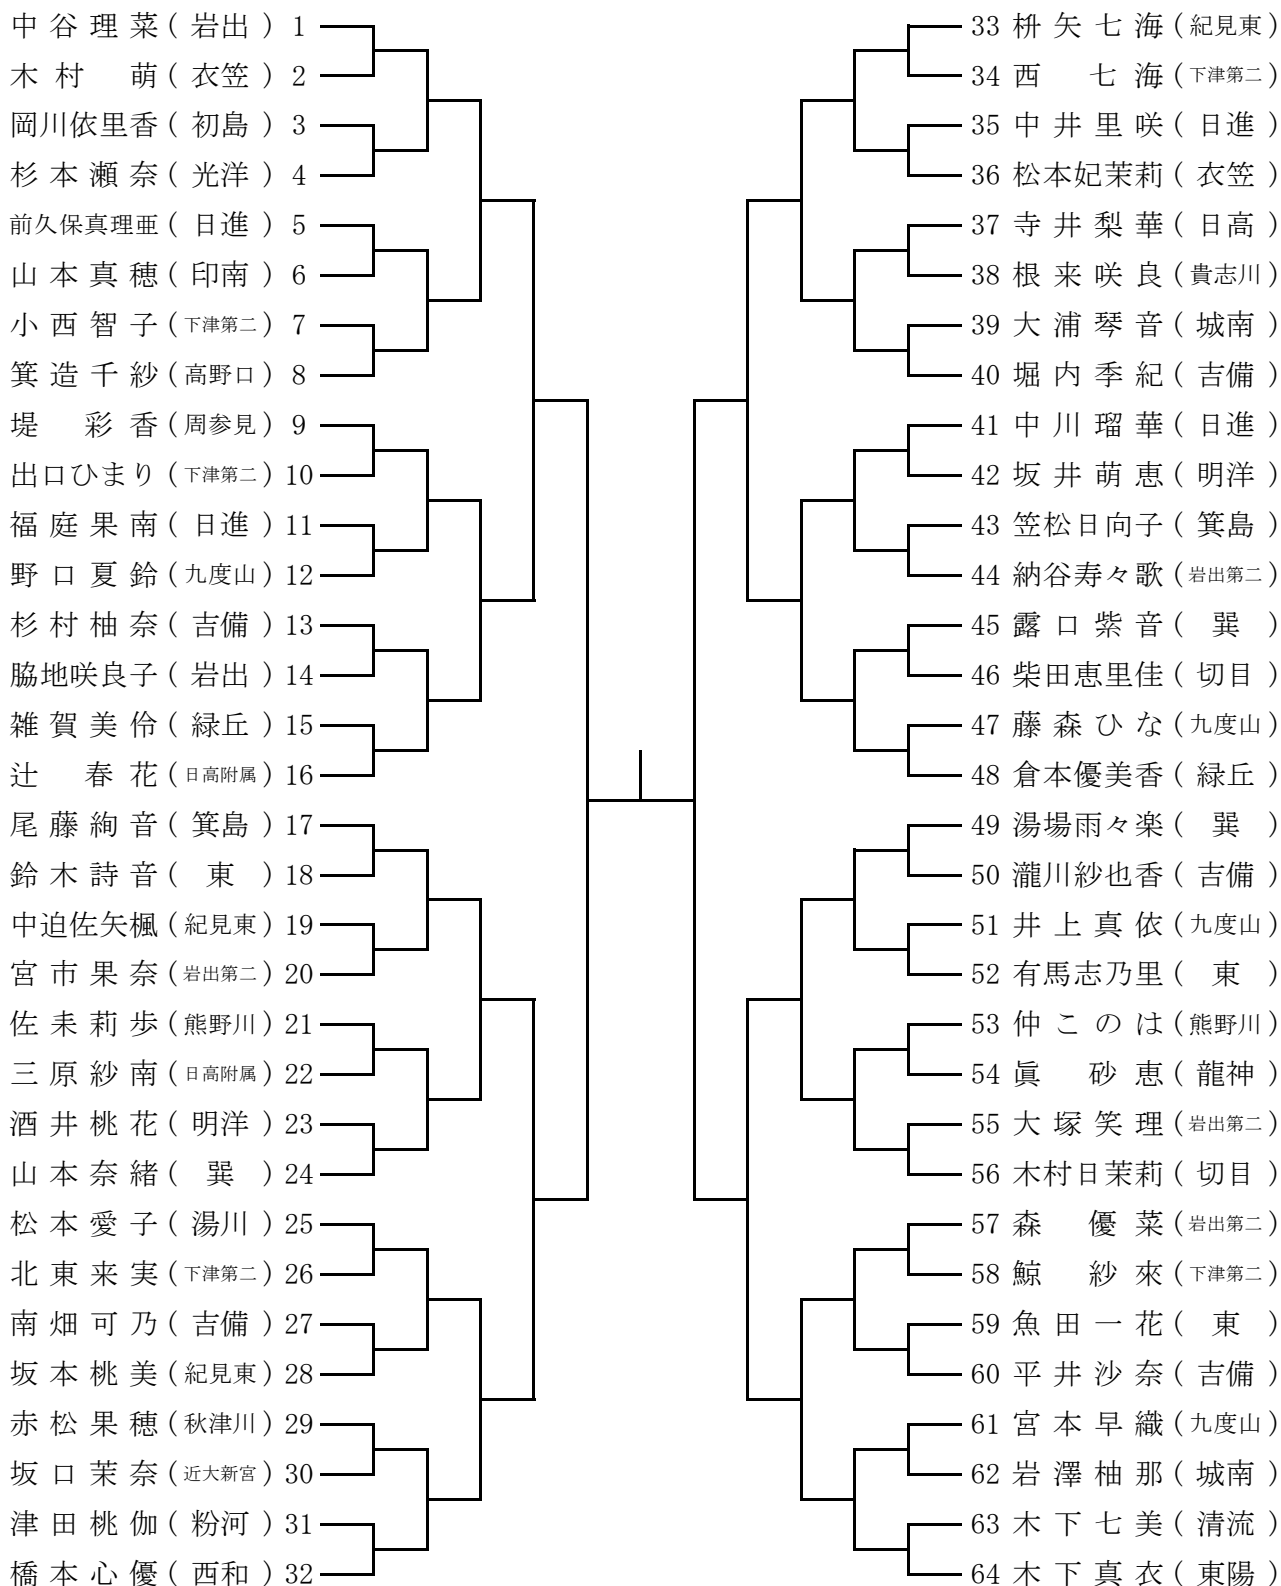 中谷理菜(岩出)1
木村 萌(衣笠)2
岡川依里香(初島)3
杉本瀬奈(光洋)4
前久保真理亜(日進)5
山本真穂(印南)6
小西智子(下津第二)7
箕造千紗(高野口)8
堤 彩香(周参見)9
出口ひまり(下津第二)10
福庭果南(日進)11
野口夏鈴(九度山)12
杉村柚奈(吉備)13
脇地咲良子(岩出)14
雑賀美伶(緑丘)15
辻 春花(日高附属)16
尾藤絢音(箕島)17
鈴木詩音(東)18
中迫佐矢楓(紀見東)19
宮市果奈(岩出第二)20
佐耒莉歩(熊野川)21
三原紗南(日高附属)22
酒井桃花(明洋)23
山本奈緒(巽)24
松本愛子(湯川)25
北東来実(下津第二)26
南畑可乃(吉備)27
坂本桃美(紀見東)28
赤松果穂(秋津川)29
坂口茉奈(近大新宮)30
津田桃伽(粉河)31
橋本心優(西和)32
33 枡矢七海(紀見東)
34 西 七海(下津第二)
35 中井里咲(日進)
36 松本妃茉莉(衣笠)
37 寺井梨華(日高)
38 根来咲良(貴志川)
39 大浦琴音(城南)
40 堀内季紀(吉備)
41 中川瑠華(日進)
42 坂井萌恵(明洋)
43 笠松日向子(箕島)
44 納谷寿々歌(岩出第二)
45 露口紫音(巽)
46 柴田恵里佳(切目)
47 藤森ひな(九度山)
48 倉本優美香(緑丘)
49 湯場雨々楽(巽)
50 瀧川紗也香(吉備)
51 井上真依(九度山)
52 有馬志乃里(東)
53 仲このは(熊野川)
54 眞 砂恵(龍神)
55 大塚笑理(岩出第二)
56 木村日茉莉(切目)
57 森 優菜(岩出第二)
58 鯨 紗來(下津第二)
59 魚田一花(東)
60 平井沙奈(吉備)
61 宮本早織(九度山)
62 岩澤柚那(城南)
63 木下七美(清流)
64 木下真衣(東陽)